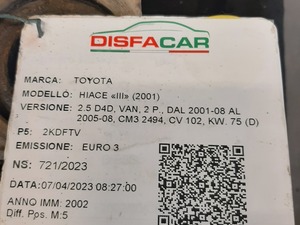 DISFACAR
MARCA: TOYOTA
MODELLO: HIACE «III» (2001)
VERSIONE: 2.5 D4D, VAN, 2 P., DAL 2001-08 AL
2005-08, CM3 2494, CV 102, KW. 75 (D)
P5: 2KDFTV
EMISSIONE: EURO 3
NS: 721/2023
DATA:07/04/2023 08:27:00
ANNO IMM: 2002
Diff. Pps. M:5